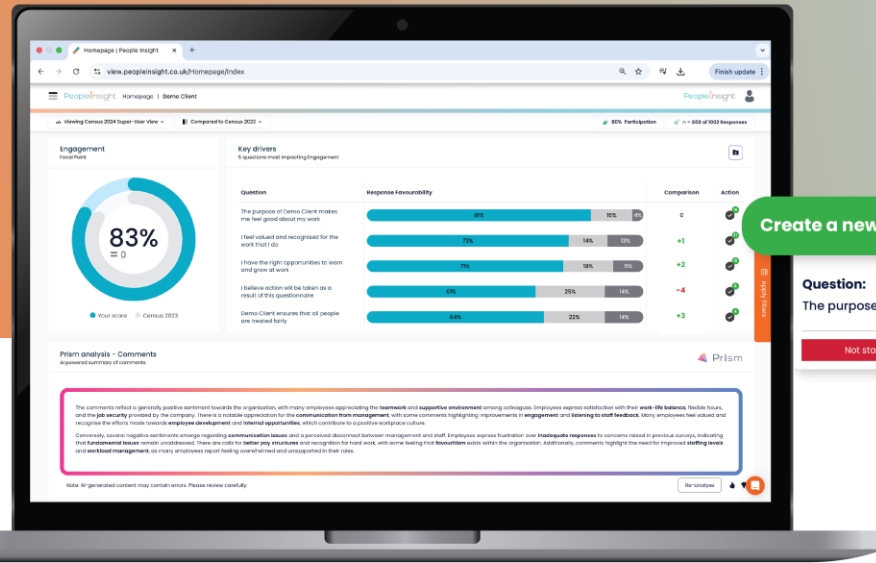 Homepage | People Insight
view.peopleinsight.co.uk/Homepage/Index
Finish update
PeopleInsight Homepage | Demo Client
PeopleInsight
Viewing Census 2024 Super-User View
Compared to Census 2023
80% Participation
n = 800 of 1002 Responses
Engagement
Focal Point
83%
= 0
Your score
Census 2023
Key drivers
5 questions most impacting Engagement
Question
Response Favourability
Comparison
Action
The purpose of Demo Client makes
me feel good about my work
81%
15%
4%
0
I feel valued and recognised for the
work that I do
73%
14%
13%
+1
I have the right opportunities to learn
and grow at work
71%
+2
I believe action will be taken as a
result of this questionnaire
61%
25%
14%
-4
Demo Client ensures that all people
are treated fairly
64%
22%
14%
+3
Apply filters
Prism analysis - Comments
AI powered summary of comments
Prism
The comments reflect a generally positive sentiment towards the organisation, with many employees appreciating the teamwork and supportive environment among colleagues. Employees express satisfaction with their work-life balance, flexible hours,
and the job security provided by the company. There is a notable appreciation for the communication from management, with some comments highlighting improvements in engagement and listening to staff feedback. Many employees feel valued and
recognise the efforts made towards employee development and internal opportunities, which contribute to a positive workplace culture.
Conversely, several negative sentiments emerge regarding communication issues and a perceived disconnect between management and staff. Employees express frustration over inadequate responses to concerns raised in previous surveys, indicating
that fundamental issues remain unaddressed. There are calls for better pay structures and recognition for hard work, with some feeling that favouritism exists within the organisation. Additionally, comments highlight the need for improved staffing levels
and workload management, as many employees report feeling overwhelmed and unsupported in their roles.
Note: AI-generated content may contain errors. Please review carefully.
Re-analyse
Create a new
Question:
The purpose
Not sta